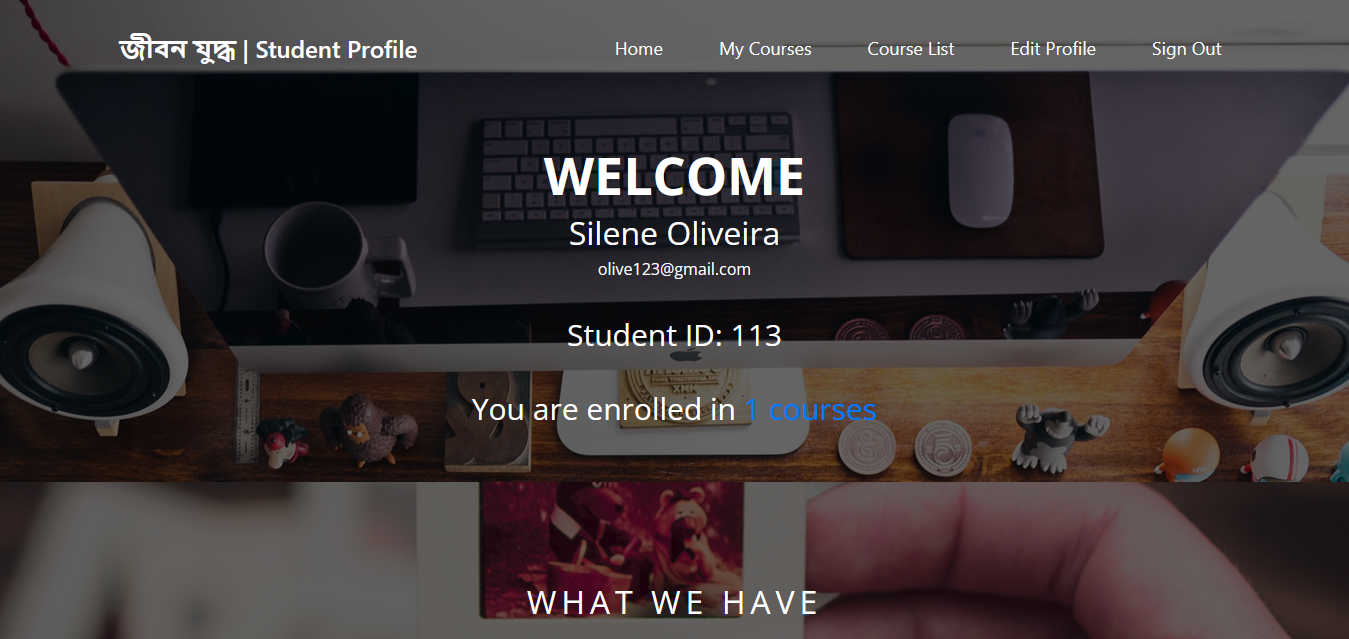 জীবন যুদ্ধ | Student Profile
Home
My Courses
Course List
Edit Profile
Sign Out
WELCOME
Silene Oliveira
olive123@gmail.com
Student ID: 113
You are enrolled in 1 courses
WHAT WE HAVE